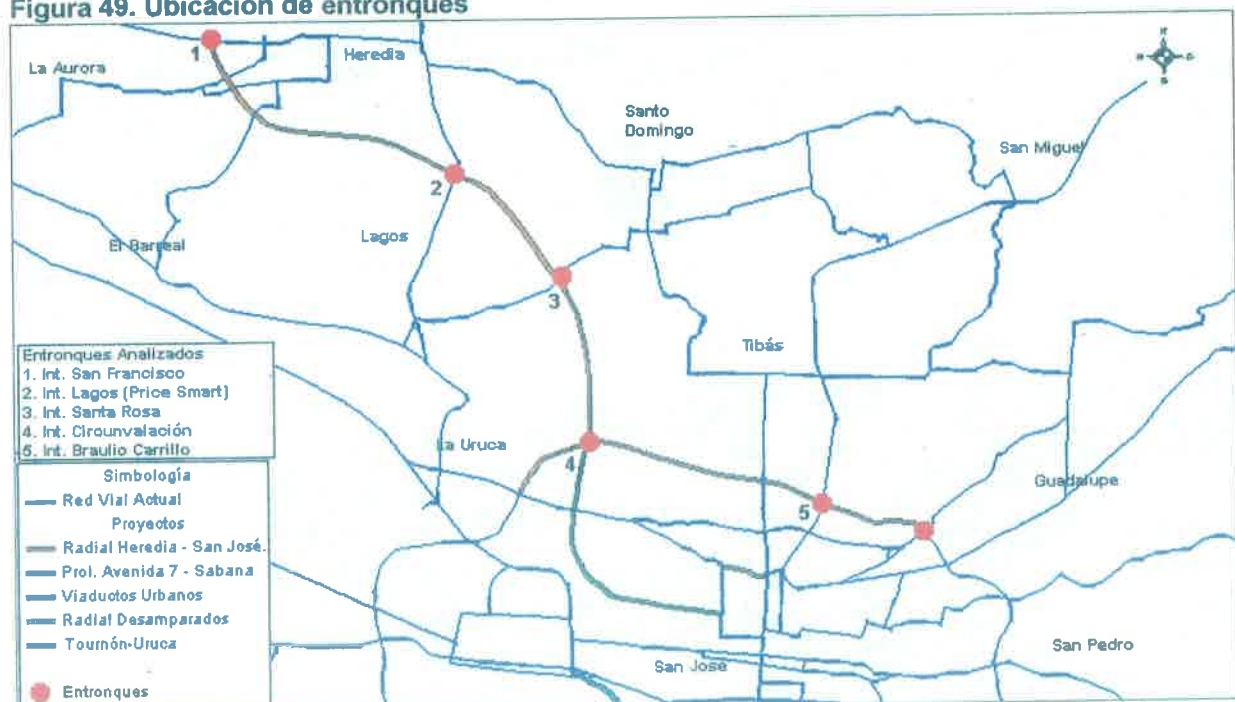 Figura 49. Ubicación de entronques
1
La Aurora
Heredia
Santo
Domingo
San Miguel
2
El Barreal
Lagos
3
Tibás
Entronques Analizados
1. Int. San Francisco
2. Int. Lagos (Price Smart)
3. Int. Santa Rosa
4. Int. Circunvalación
5. Int. Braulio Carrillo
La Uruca
4
Guadalupe
5
Simbología
Red Vial Actual
Proyectos
Radial Heredia - San José.
Prol. Avenida 7 - Sabana
Viaductos Urbanos
Radial Desamparados
Tournón-Uruca
Entronques
San José
San Pedro